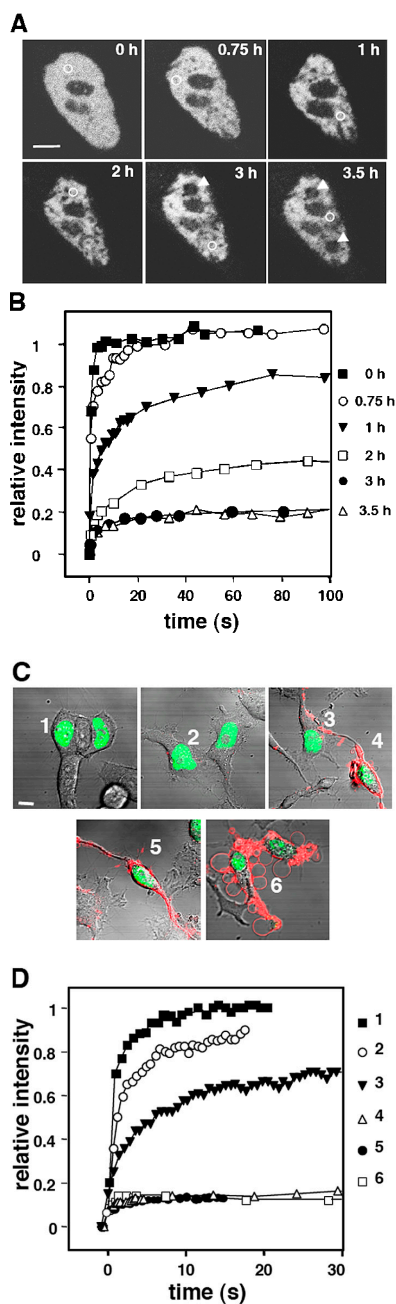 A
0 h
0.75 h
1 h
2 h
3 h
3.5 h
B
relative intensity
1
0.8
0.6
0.4
0.2
0
0 20 40 60 80 100
time (s)
0 h
0.75 h
1 h
2 h
3 h
3.5 h
C
1
2
3
4
5
6
D
relative intensity
1
0.8
0.6
0.4
0.2
0
0 10 20 30
time (s)
1
2
3
4
5
6